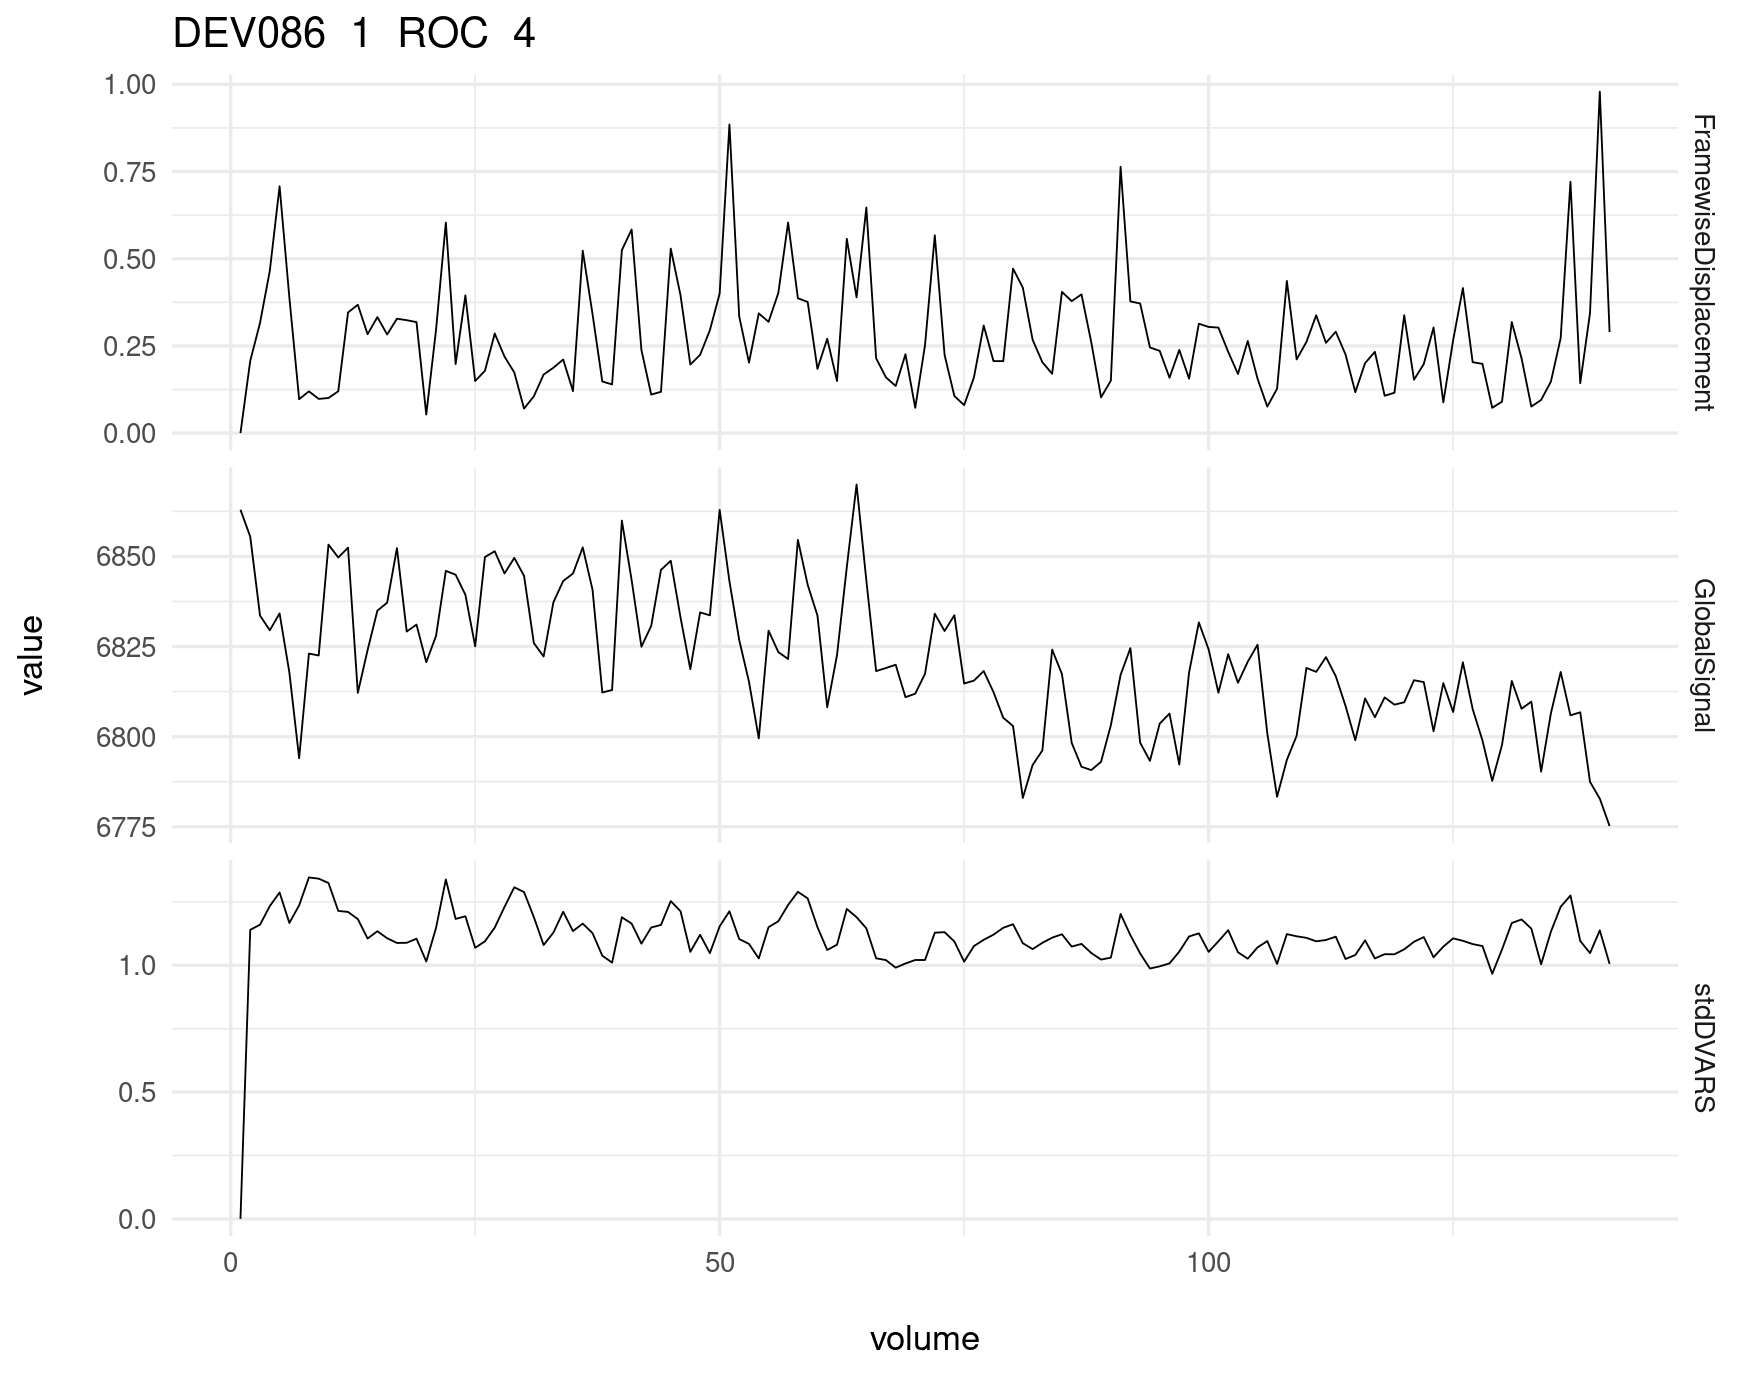 DEV086 1 ROC 4
1.00
0.75
0.50
0.25
0.00
FramewiseDisplacement
6850
6825
6800
6775
GlobalSignal
value
1.0
0.5
0.0
stdDVARS
0 50 100
volume